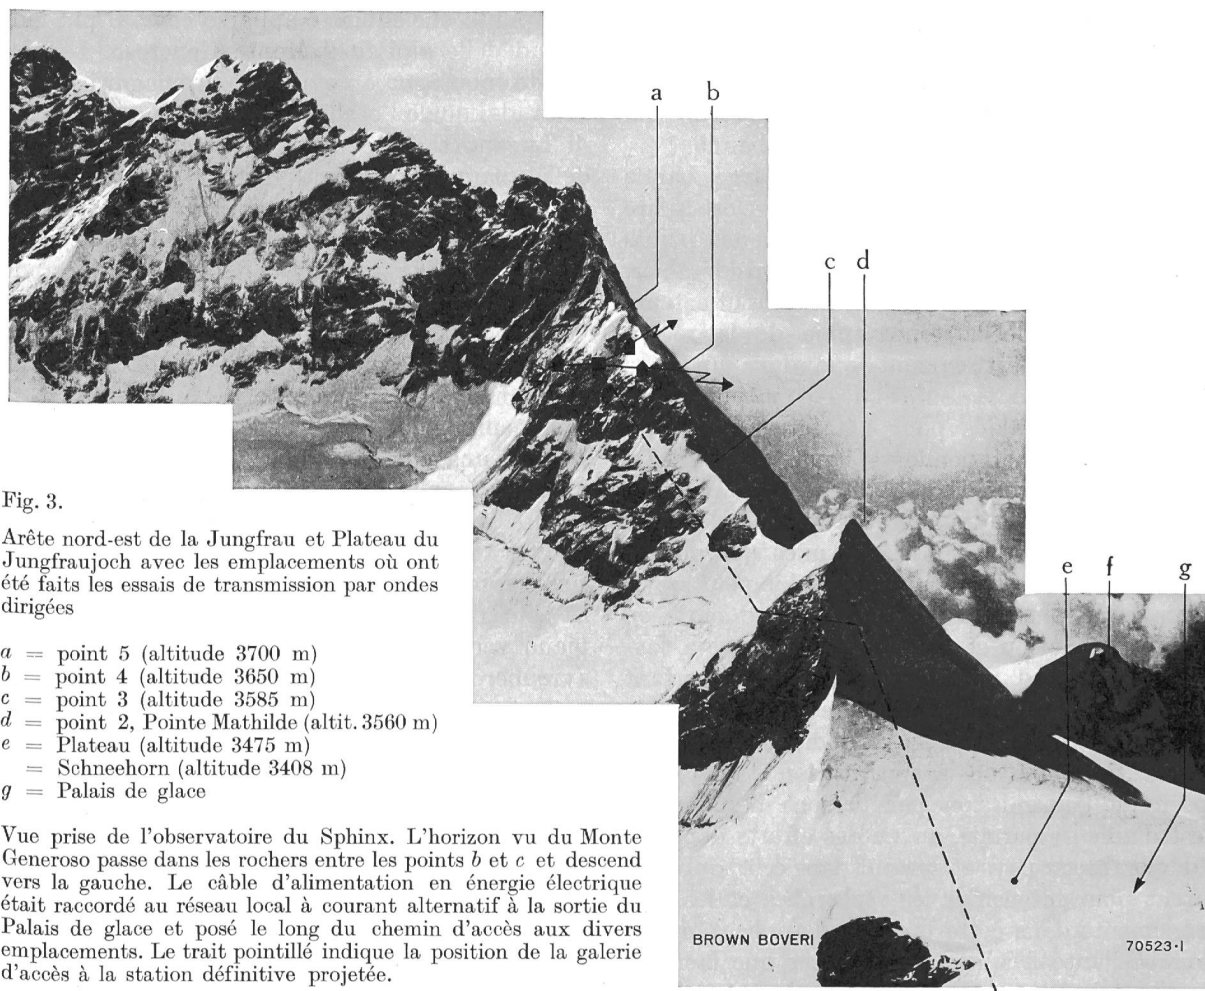 a b
c d
e f g
Fig. 3.
Arête nord-est de la Jungfrau et Plateau du
Jungfraujoch avec les emplacements où ont
été faits les essais de transmission par ondes
dirigées
a = point 5 (altitude 3700 m)
b = point 4 (altitude 3650 m)
c = point 3 (altitude 3585 m)
d = point 2, Pointe Mathilde (altit. 3560 m)
e = Plateau (altitude 3475 m)
= Schneehorn (altitude 3408 m)
g = Palais de glace
Vue prise de l'observatoire du Sphinx. L'horizon vu du Monte
Generoso passe dans les rochers entre les points b et c et descend
vers la gauche. Le câble d'alimentation en énergie électrique
était raccordé au réseau local à courant alternatif à la sortie du
Palais de glace et posé le long du chemin d'accès aux divers
emplacements. Le trait pointillé indique la position de la galerie
d'accès à la station définitive projetée.
BROWN BOVERI
70523·I